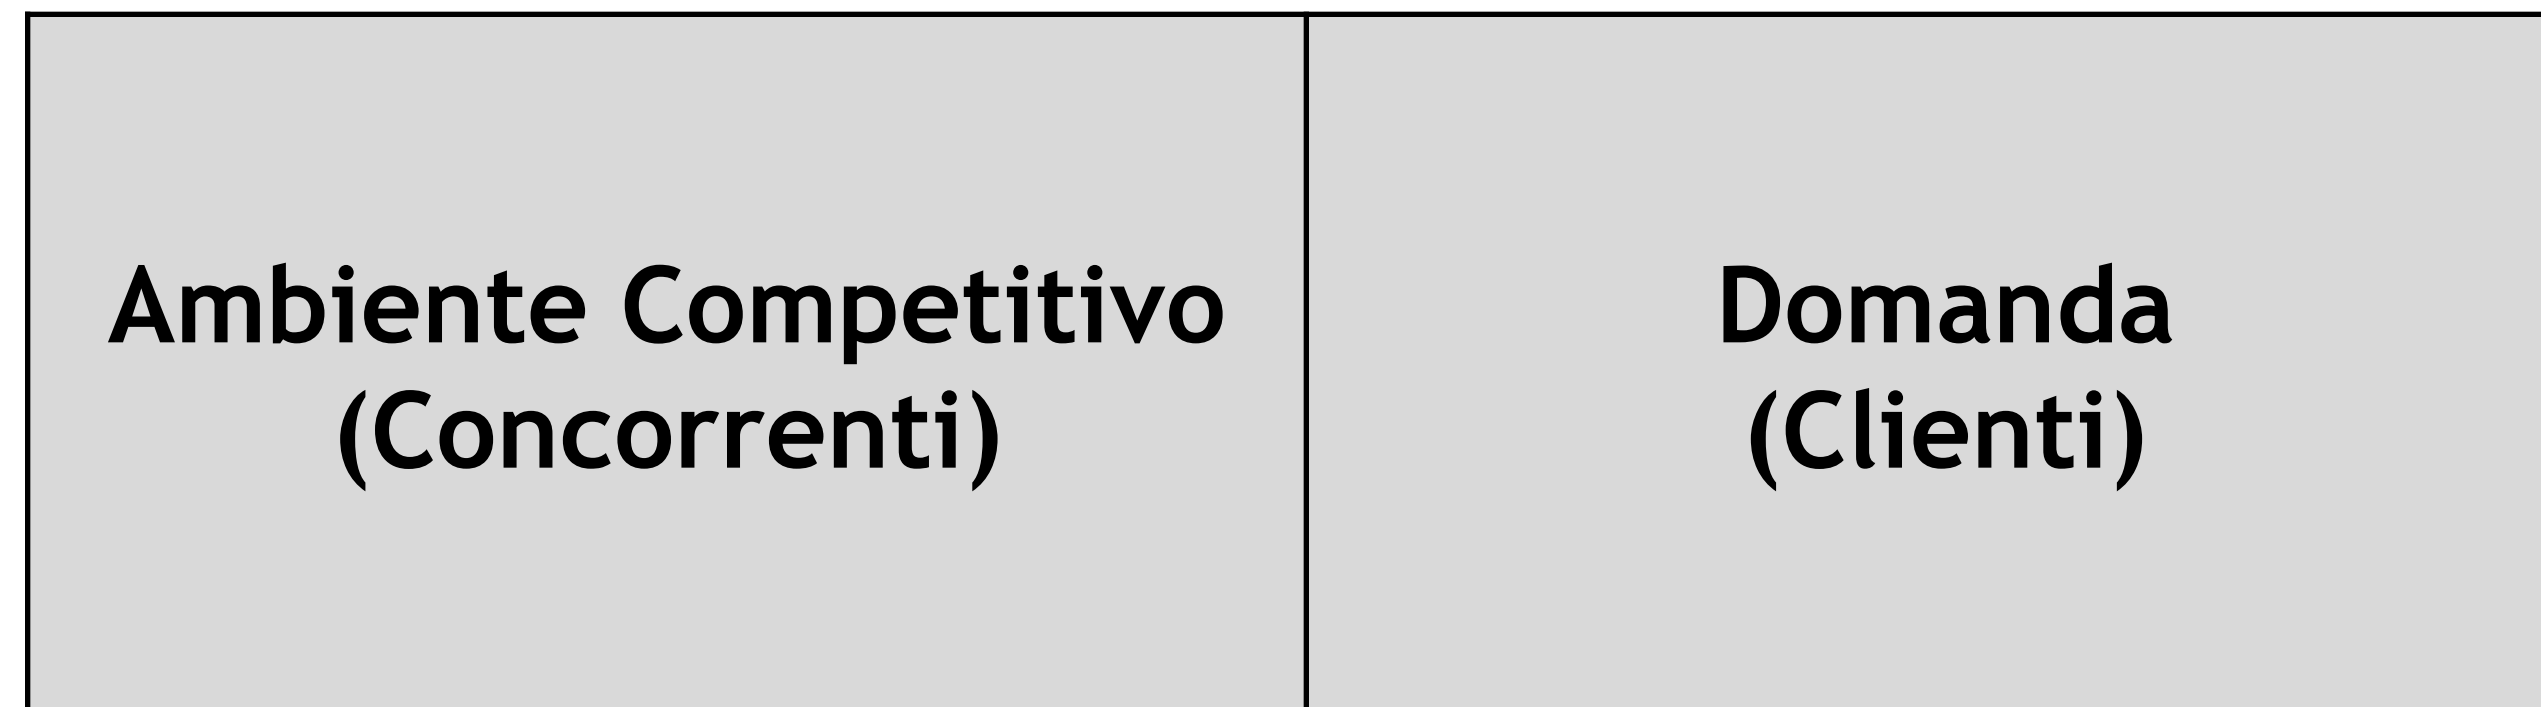 Ambiente Competitivo
(Concorrenti)
Domanda
(Clienti)